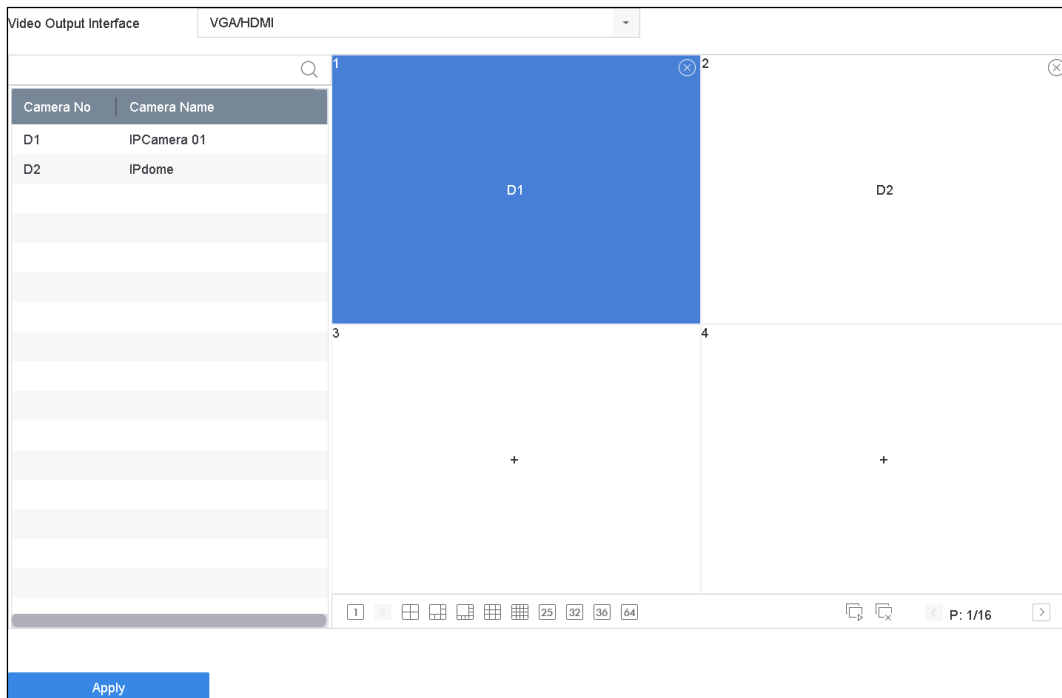 Video Output Interface VGA/HDMI
1 2
Camera No Camera Name
D1 IPCamera 01
D2 IPdome
D1 D2
3 4
+ +
1 2 25 32 36 64 P: 1/16
Apply